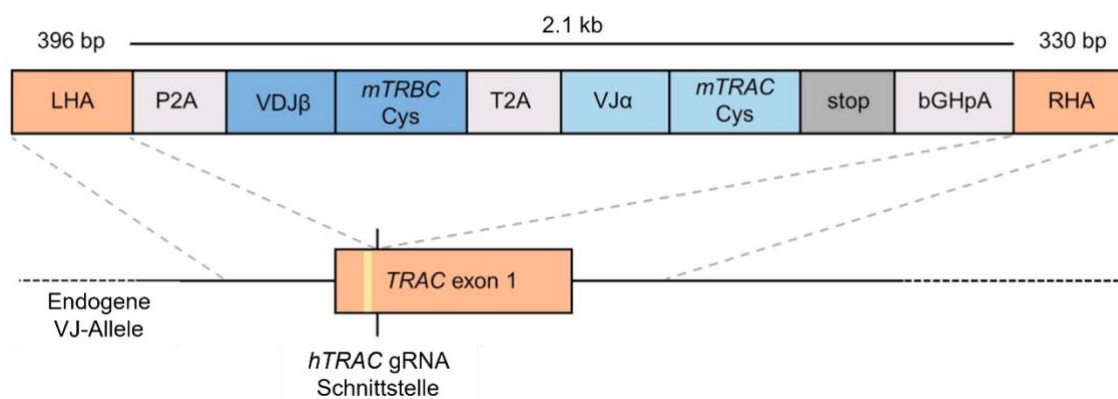 396 bp
2.1 kb
330 bp
LHA
P2A
VDJβ
mTRBC
Cys
T2A
VJα
mTRAC
Cys
stop
bGHpA
RHA
TRAC exon 1
Endogene
VJ-Allele
hTRAC gRNA
Schnittstelle